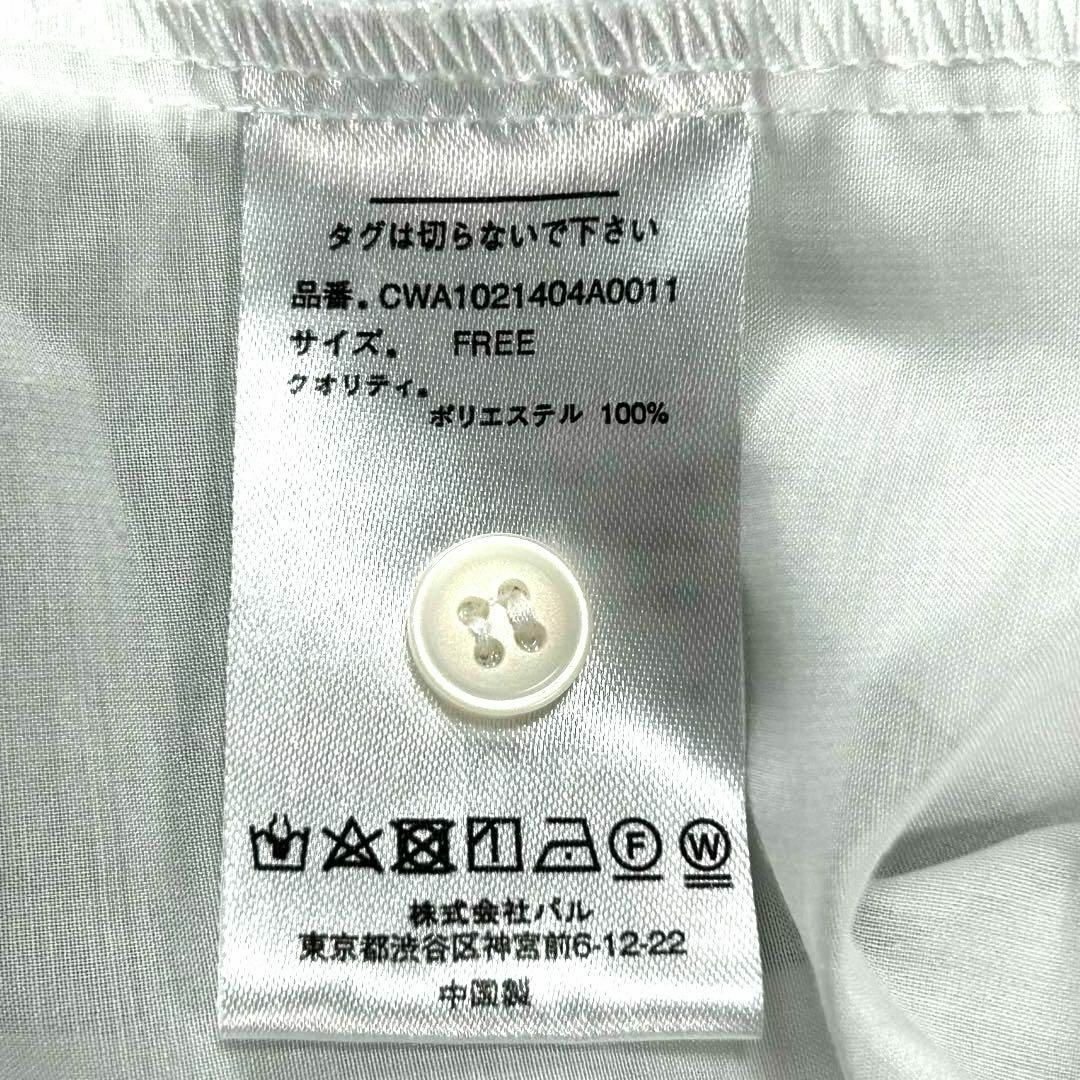 タグは切らないで下さい
品番.CWA1021404A0011
サイズ. FREE
クオリティ.
ポリエステル 100%
F W
株式会社パル
東京都渋谷区神宮前6-12-22
中国製